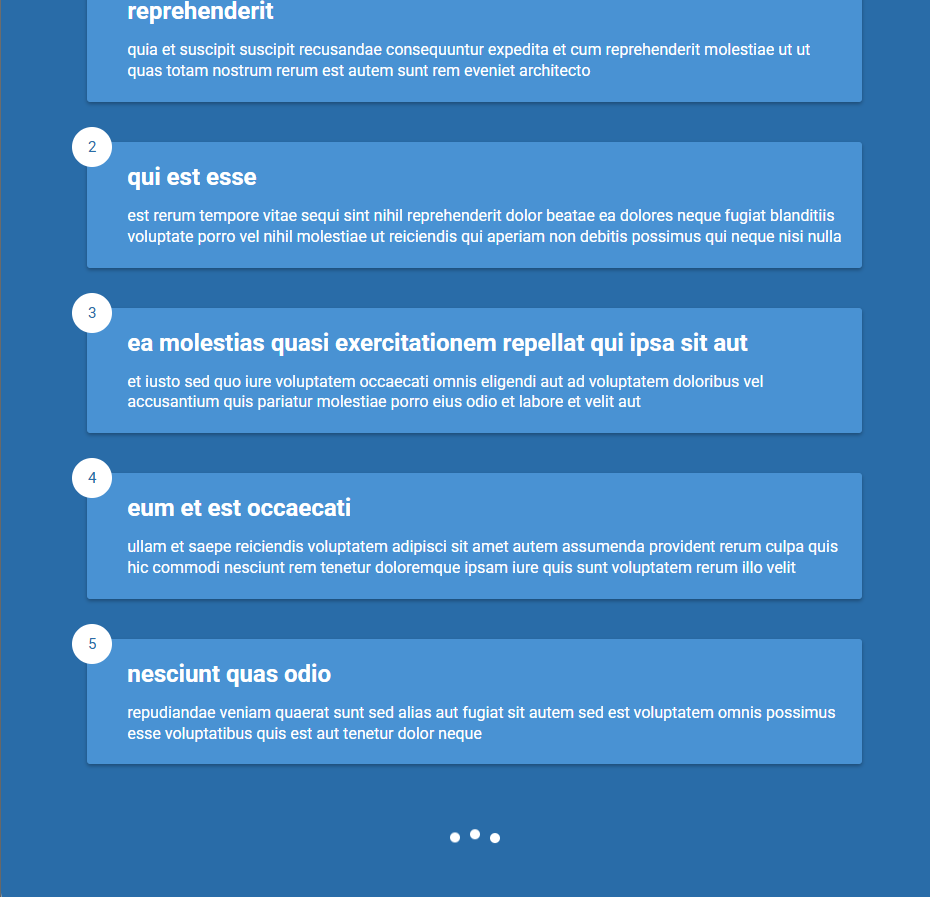 reprehenderit
quia et suscipit suscipit recusandae consequuntur expedita et cum reprehenderit molestiae ut ut
quas totam nostrum rerum est autem sunt rem eveniet architecto
2
qui est esse
est rerum tempore vitae sequi sint nihil reprehenderit dolor beatae ea dolores neque fugiat blanditiis
voluptate porro vel nihil molestiae ut reiciendis qui aperiam non debitis possimus qui neque nisi nulla
3
ea molestias quasi exercitationem repellat qui ipsa sit aut
et iusto sed quo iure voluptatem occaecati omnis eligendi aut ad voluptatem doloribus vel
accusantium quis pariatur molestiae porro eius odio et labore et velit aut
4
eum et est occaecati
ullam et saepe reiciendis voluptatem adipisci sit amet autem assumenda provident rerum culpa quis
hic commodi nesciunt rem tenetur doloremque ipsam iure quis sunt voluptatem rerum illo velit
5
nesciunt quas odio
repudiandae veniam quaerat sunt sed alias aut fugiat sit autem sed est voluptatem omnis possimus
esse voluptatibus quis est aut tenetur dolor neque